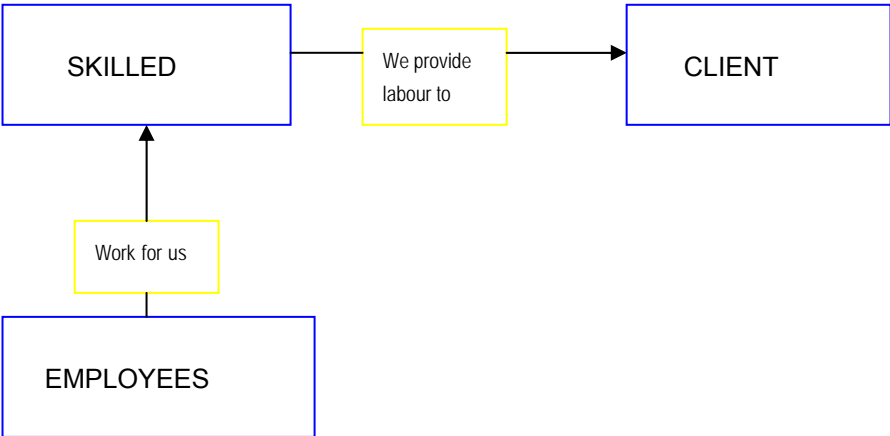 SKILLED
We provide
labour to
CLIENT
Work for us
EMPLOYEES